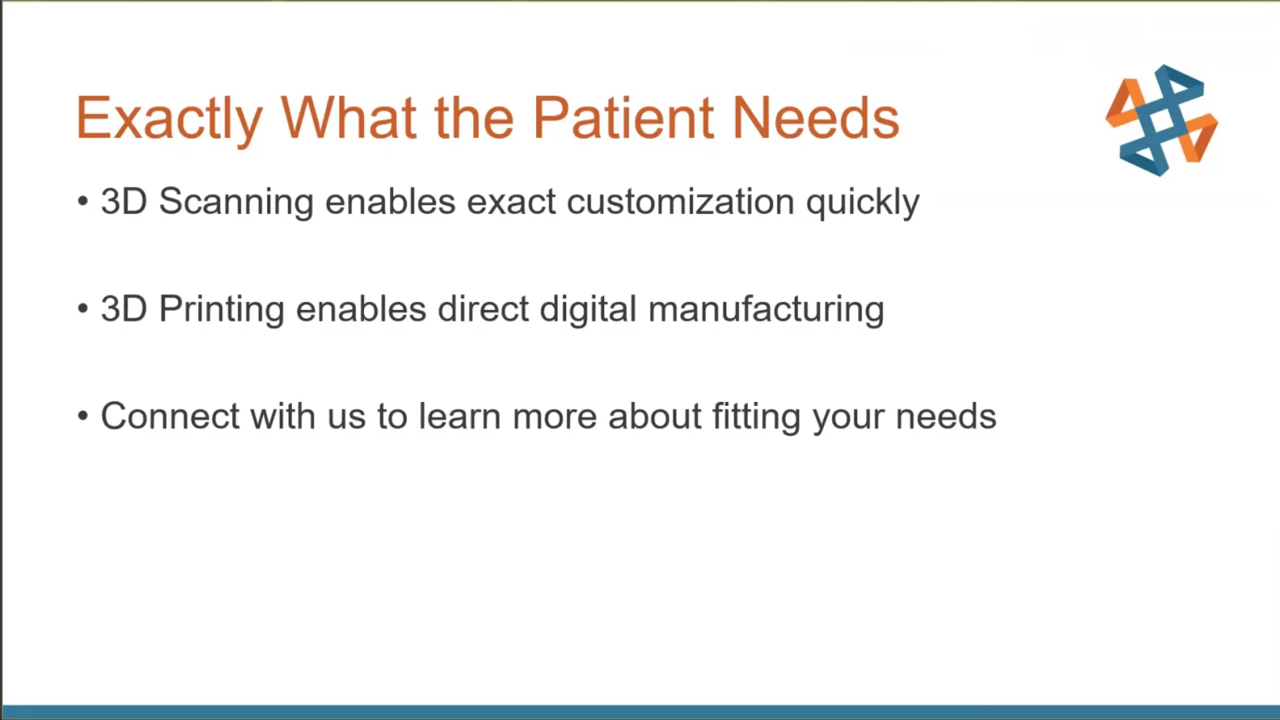 Exactly What the Patient Needs
• 3D Scanning enables exact customization quickly
• 3D Printing enables direct digital manufacturing
• Connect with us to learn more about fitting your needs